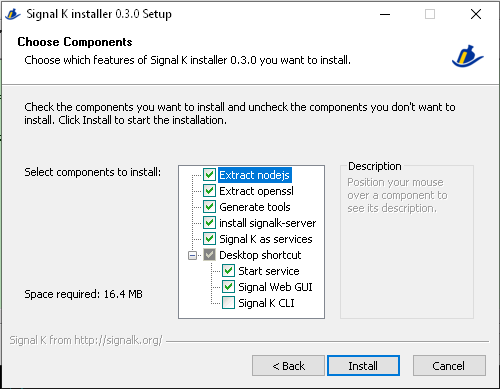 Signal K installer 0.3.0 Setup
Choose Components
Choose which features of Signal K installer 0.3.0 you want to install.
Check the components you want to install and uncheck the components you don't want to
install. Click Install to start the installation.
Select components to install:
Extract nodejs
Extract openssl
Generate tools
install signalk-server
Signal K as services
Desktop shortcut
Start service
Signal Web GUI
Signal K CLI
Description
Position your mouse
over a component to
see its description.
Space required: 16.4 MB
Signal K from http://signalk.org/
< Back
Install
Cancel